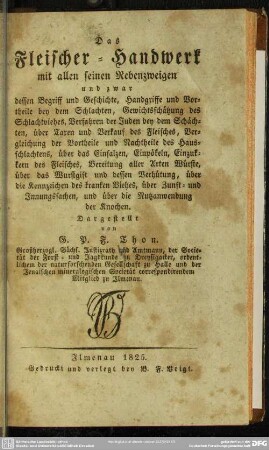 Das
Fleischer-Handwerk
mit allen seinen Nebenzweigen
und zwar
dessen Begriff und Geschichte, Handgriffe und Vor-
theile bey dem Schlachten, Gewichtsschätzung des
Schlachtviehes, Verfahren der Juden bey dem Schäch-
ten, über Taxen und Verkauf des Fleisches, Ver-
gleichung der Vortheile und Nachtheile des Haus-
schlachtens, über das Einsalzen, Einpökeln,
des Fleisches, Bereitung aller Arten Würste,
über das Wurstgift und dessen Verhütung, über
die Kennzeichen des kranken Viehes, über Zunft- und
Innungssachen, und über die Nutzanwendung
der Knochen.
Dargestellt
von
G. P. F. Thon,
Großherzogl. Sächs. Justizrath und Amtmann, der Socie-
tät der Forst- und Jagdkunde zu Dreyßigacker, ordent-
lichem der naturforschenden Gesellschaft zu Halle und der
Jenaischen mineralogischen Societät correspondirendem
Mitglied zu Ilmenau.
Ilmenau 1825.
Gedruckt und verlegt bey B. F. Voigt.